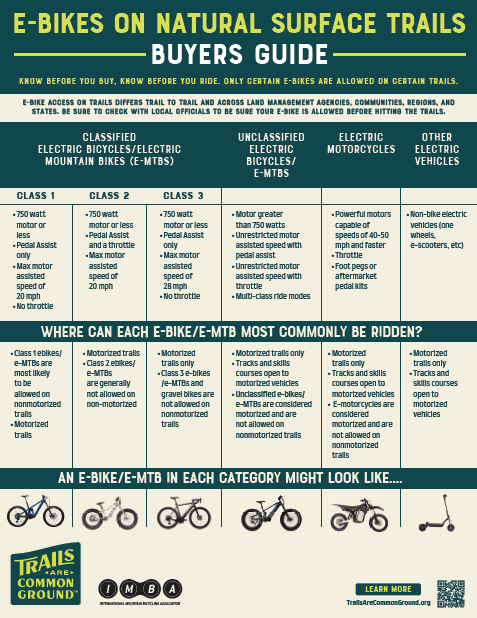 E-BIKES ON NATURAL SURFACE TRAILS
BUYERS GUIDE
KNOW BEFORE YOU BUY, KNOW BEFORE YOU RIDE. ONLY CERTAIN E-BIKES ARE ALLOWED ON CERTAIN TRAILS.
E-BIKE ACCESS ON TRAILS DIFFERS TRAIL TO TRAIL AND ACROSS LAND MANAGEMENT AGENCIES, COMMUNITIES, REGIONS, AND
STATES. BE SURE TO CHECK WITH LOCAL OFFICIALS TO BE SURE YOUR E-BIKE IS ALLOWED BEFORE HITTING THE TRAILS.
CLASSIFIED
ELECTRIC BICYCLES/ELECTRIC
MOUNTAIN BIKES (E-MTBS)
UNCLASSIFIED
ELECTRIC
BICYCLES/
E-MTBS
ELECTRIC
MOTORCYCLES
OTHER
ELECTRIC
VEHICLES
CLASS 1
CLASS 2
CLASS 3
• 750 watt
motor or
less
• Pedal Assist
only
• Max motor
assisted
speed of
20 mph
• No throttle
• 750 watt
motor or less
• Pedal Assist
and a throttle
• Max motor
assisted
speed of
20 mph
• 750 watt
motor or less
• Pedal Assist
only
• Max motor
assisted
speed of
28 mph
• No throttle
• Motor greater
than 750 watts
• Unrestricted motor
assisted speed with
pedal assist
• Unrestricted motor
assisted speed with
throttle
• Multi-class ride modes
• Powerful motors
capable of
speeds of 40-50
mph and faster
• Throttle
• Foot pegs or
aftermarket
pedal kits
• Non-bike electric
vehicles (one
wheels,
e-scooters, etc)
WHERE CAN EACH E-BIKE/E-MTB MOST COMMONLY BE RIDDEN?
• Class 1 ebikes/
e-MTBs are
most likely
to be
allowed on
nonmotorized
trails
• Motorized
trails
• Motorized trails
• Class 2 ebikes/
e-MTBs
are generally
not allowed on
non-motorized
• Motorized
trails only
• Class 3 e-bikes
/e-MTBs and
gravel bikes are
not allowed on
nonmotorized
trails
• Motorized trails only
• Tracks and skills
courses open to
motorized vehicles
• Unclassified e-bikes/
e-MTBs are considered
motorized and are
not allowed on
nonmotorized trails
• Motorized
trails only
• Tracks and skills
courses open to
motorized vehicles
• E-motorcycles are
considered
motorized and are
not allowed on
nonmotorized
trails
• Motorized
trails only
• Tracks and
skills courses
open to
motorized
vehicles
AN E-BIKE/E-MTB IN EACH CATEGORY MIGHT LOOK LIKE....
TRAILS
ARE
COMMON
GROUND™
IMBA
INTERNATIONAL MOUNTAIN BICYCLING ASSOCIATION
LEARN MORE
TrailsAreCommonGround.org